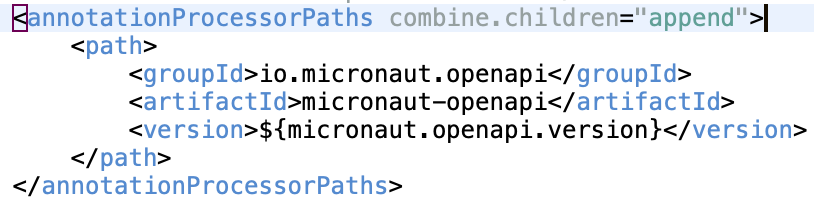 <annotationProcessorPaths combine.children="append">
<path>
<groupId>io.micronaut.openapi</groupId>
<artifactId>micronaut-openapi</artifactId>
<version>${micronaut.openapi.version}</version>
</path>
</annotationProcessorPaths>